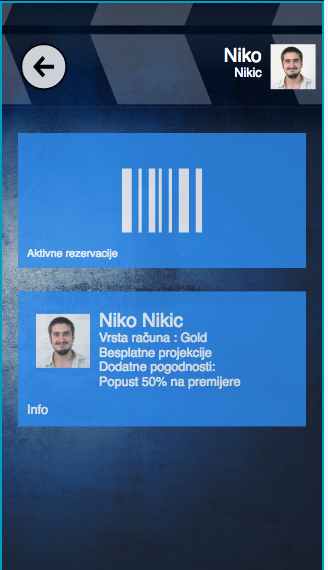 Niko
Nikic
Aktivne rezervacije
Niko Nikic
Vrsta računa : Gold
Besplatne projekcije
Dodatne pogodnosti:
Popust 50% na premijere
Info